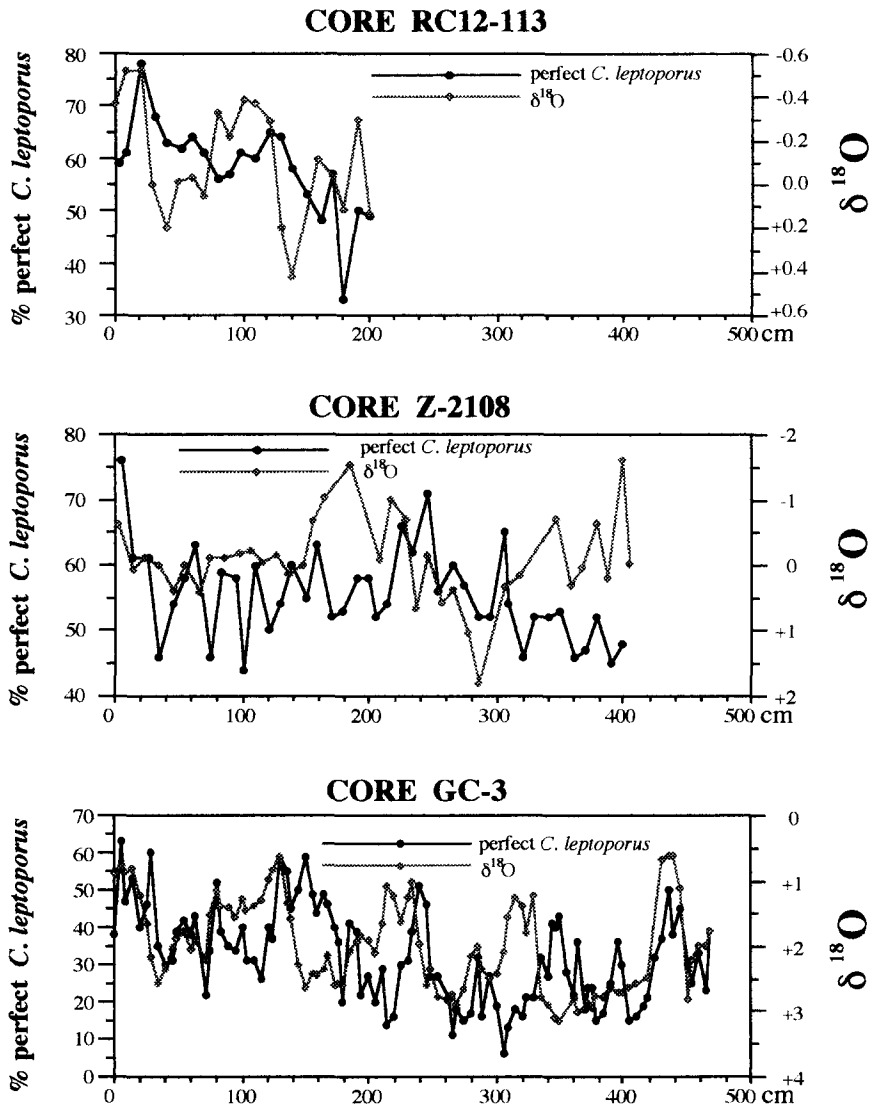 CORE RC12-113
% perfect C. leptoporus
80
70
60
50
40
30
perfect C. leptoporus
δ18O
-0.6
-0.4
-0.2
0.0
+0.2
+0.4
+0.6
δ 18O
0
100
200
300
400
500 cm
CORE Z-2108
% perfect C. leptoporus
80
70
60
50
40
perfect C. leptoporus
δ18O
-2
-1
0
+1
+2
δ 18O
0
100
200
300
400
500 cm
CORE GC-3
% perfect C. leptoporus
70
60
50
40
30
20
10
0
perfect C. leptoporus
δ18O
0
+1
+2
+3
+4
δ 18O
0
100
200
300
400
500 cm